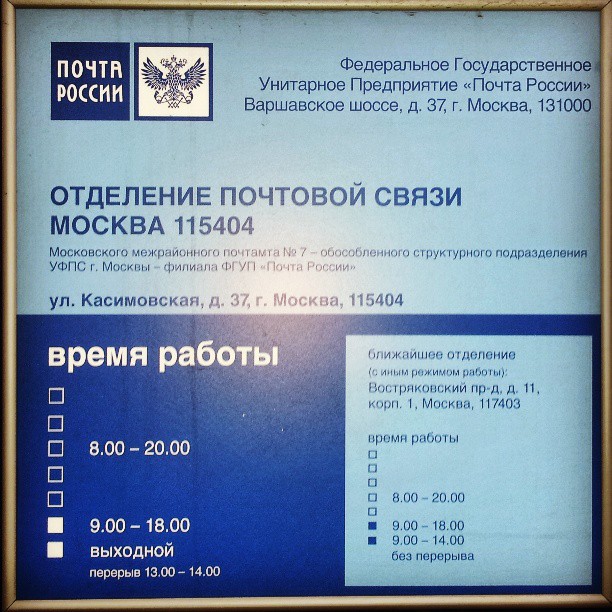 ПОЧТА
РОССИИ
Федеральное Государственное
Унитарное Предприятие «Почта России»
Варшавское шоссе, д. 37, г. Москва, 131000
ОТДЕЛЕНИЕ ПОЧТОВОЙ СВЯЗИ
МОСКВА 115404
Московского межрайонного почтамта № 7 – обособленного структурного подразделения
УФПС г. Москвы – филиала ФГУП «Почта России»
ул. Касимовская, д. 37, г. Москва, 115404
время работы
8.00 – 20.00
9.00 – 18.00
выходной
перерыв 13.00 – 14.00
ближайшее отделение
(с иным режимом работы):
Востряковский пр-д, д. 11,
корп. 1, Москва, 117403
время работы
8.00 – 20.00
9.00 – 18.00
9.00 – 14.00
без перерыва